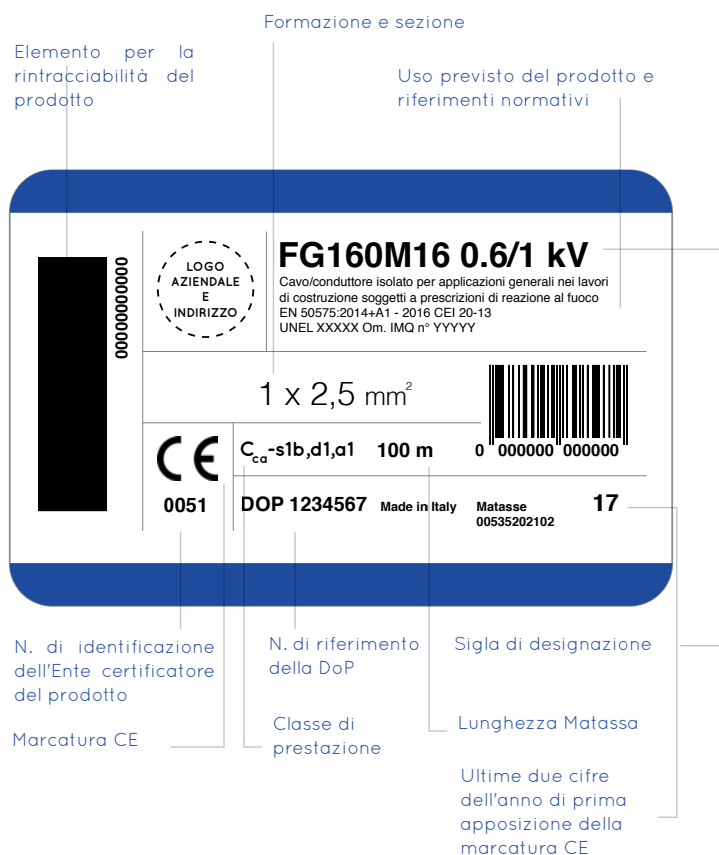 Formazione e sezione
Elemento per la
rintracciabilità del
prodotto
Uso previsto del prodotto e
riferimenti normativi
00000000000
LOGO
AZIENDALE
E
INDIRIZZO
FG160M16 0.6/1 kV
Cavo/conduttore isolato per applicazioni generali nei lavori
di costruzione soggetti a prescrizioni di reazione al fuoco
EN 50575:2014+A1 - 2016 CEI 20-13
UNEL XXXXX Om. IMQ n° YYYYY
1 x 2,5 mm²
CE
0051
Cca-s1b,d1,a1 100 m
0 000000 000000
DOP 1234567 Made in Italy Matasse 17
00535202102
N. di identificazione
dell'Ente certificatore
del prodotto
N. di riferimento
della DoP
Sigla di designazione
Marcatura CE
Classe di
prestazione
Lunghezza Matassa
Ultime due cifre
dell'anno di prima
apposizione della
marcatura CE